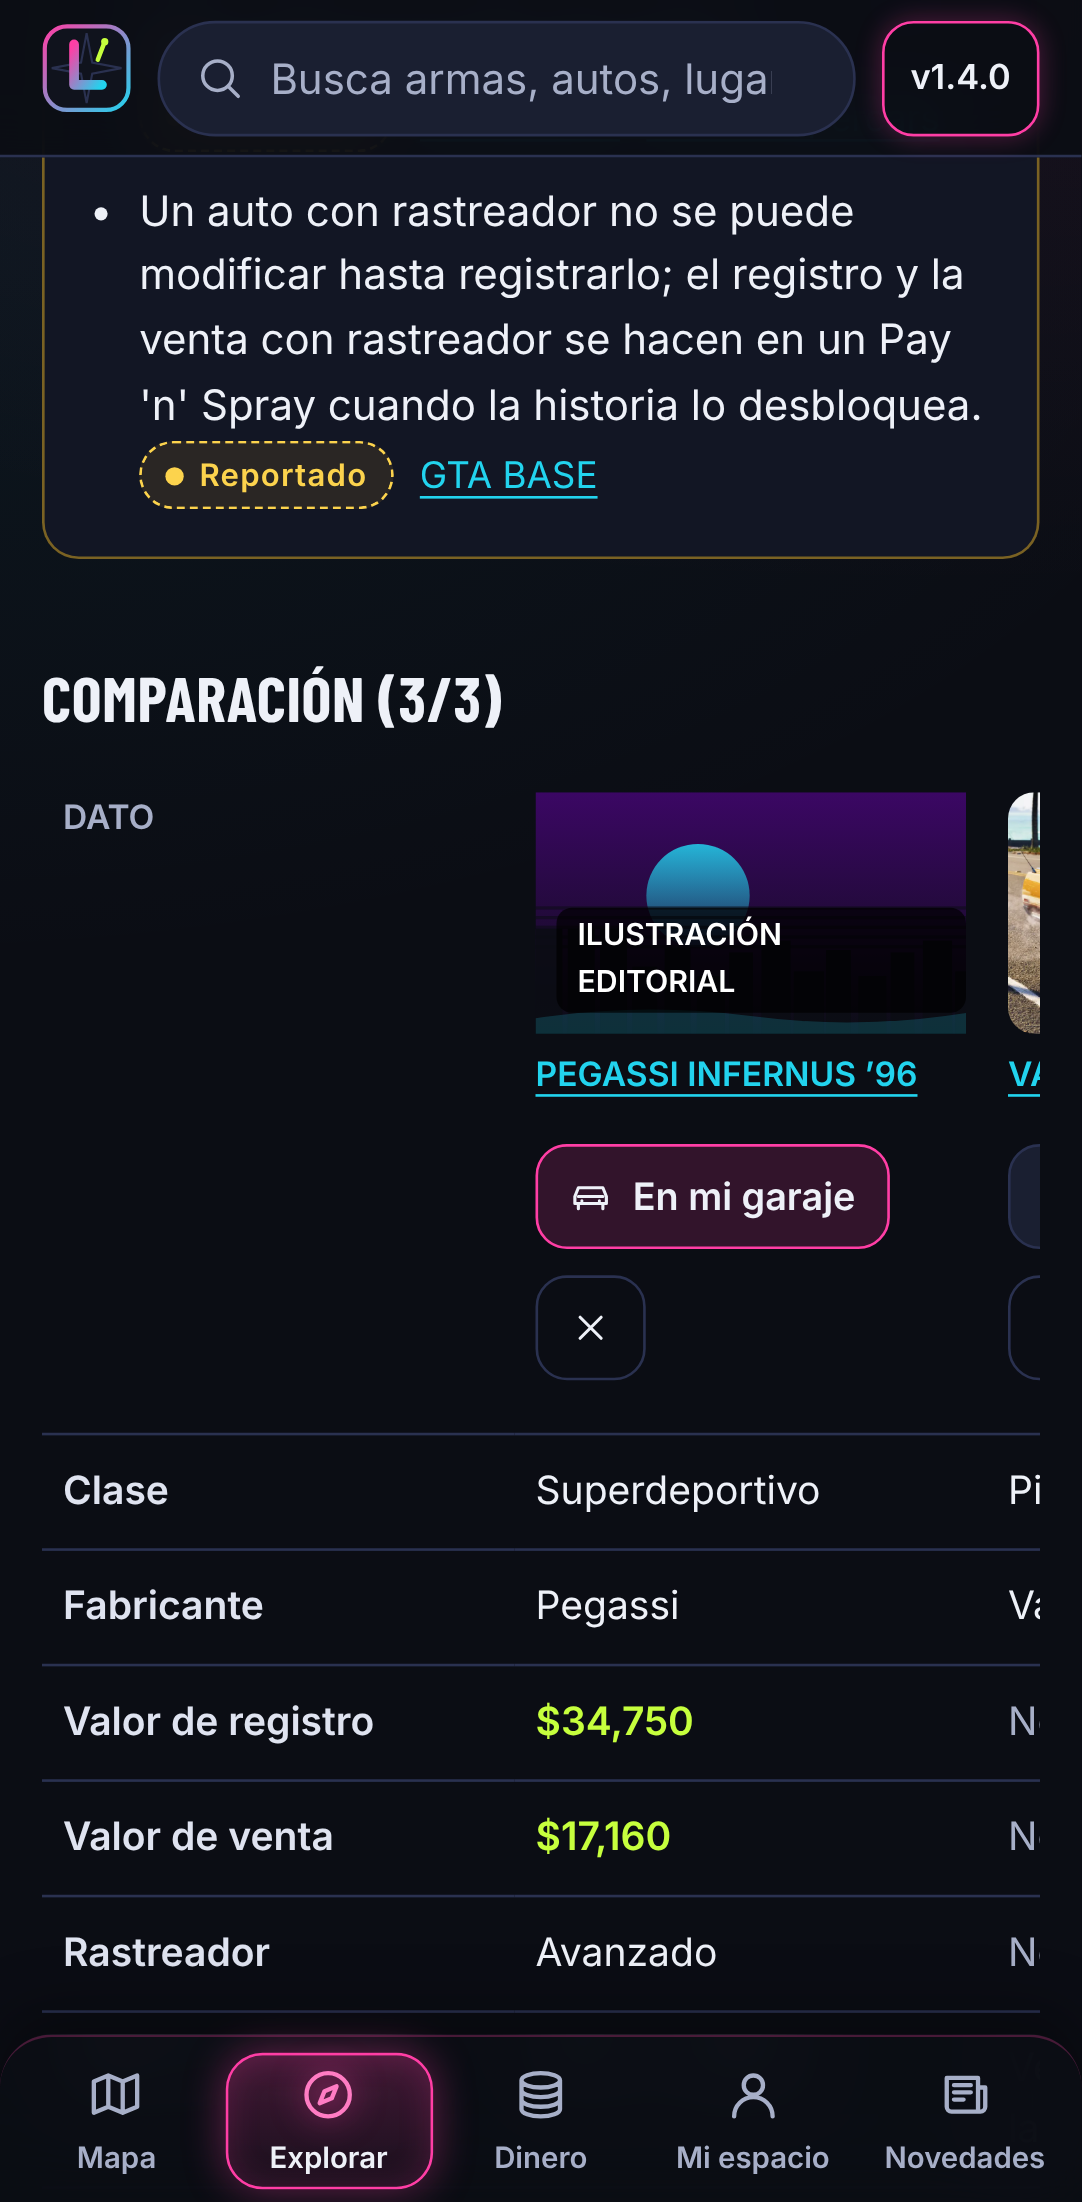 Busca armas, autos, luga
v1.4.0
• Un auto con rastreador no se puede
modificar hasta registrarlo; el registro y la
venta con rastreador se hacen en un Pay
'n' Spray cuando la historia lo desbloquea.
Reportado GTA BASE
COMPARACIÓN (3/3)
DATO
ILUSTRACIÓN
EDITORIAL
PEGASSI INFERNUS ’96
En mi garaje
Clase Superdeportivo Pi
Fabricante Pegassi
Valor de registro $34,750
Valor de venta $17,160
Rastreador Avanzado
Mapa
Explorar
Dinero
Mi espacio
Novedades